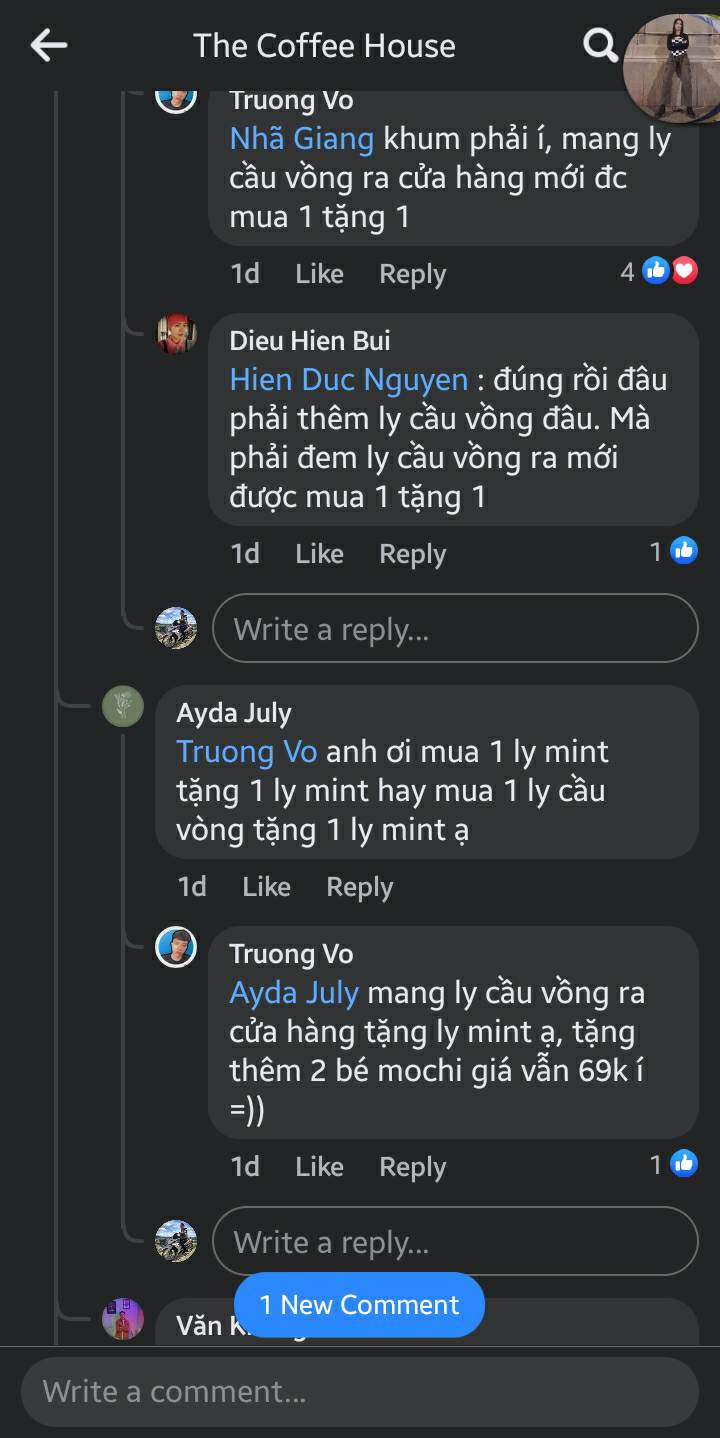 The Coffee House
Truong Vo
Nhã Giang khum phải í, mang ly
cầu vồng ra cửa hàng mới đc
mua 1 tặng 1
1d Like Reply 4
Dieu Hien Bui
Hien Duc Nguyen : đúng rồi đâu
phải thêm ly cầu vồng đâu. Mà
phải đem ly cầu vồng ra mới
được mua 1 tặng 1
1d Like Reply 1
Write a reply...
Ayda July
Truong Vo anh ơi mua 1 ly mint
tặng 1 ly mint hay mua 1 ly cầu
vòng tặng 1 ly mint ạ
1d Like Reply
Truong Vo
Ayda July mang ly cầu vồng ra
cửa hàng tặng ly mint ạ, tặng
thêm 2 bé mochi giá vẫn 69k í
=))
1d Like Reply 1
Write a reply...
1 New Comment
Văn
Write a comment...